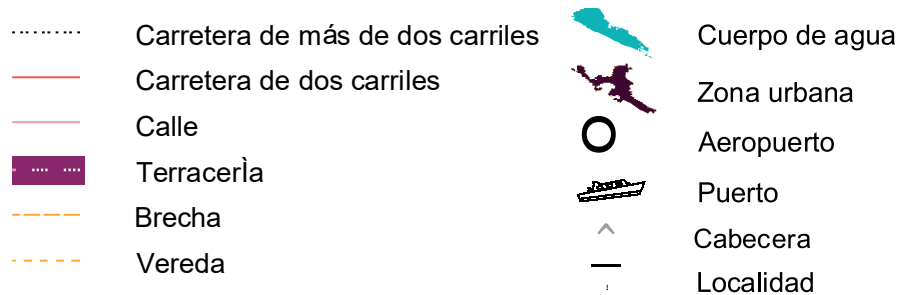 Carretera de más de dos carriles
Carretera de dos carriles
Calle
TerracerÌa
Brecha
Vereda
Cuerpo de agua
Zona urbana
Aeropuerto
Puerto
Cabecera
Localidad